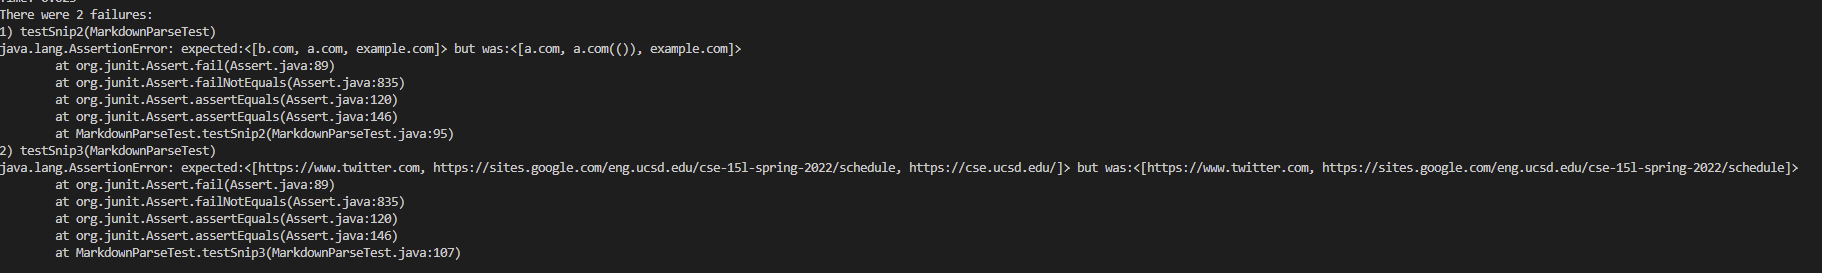 Time: 0.023
There were 2 failures:
1) testSnip2(MarkdownParseTest)
java.lang.AssertionError: expected:<[b.com, a.com, example.com]> but was:<[a.com, a.com(()), example.com]>
at org.junit.Assert.fail(Assert.java:89)
at org.junit.Assert.failNotEquals(Assert.java:835)
at org.junit.Assert.assertEquals(Assert.java:120)
at org.junit.Assert.assertEquals(Assert.java:146)
at MarkdownParseTest.testSnip2(MarkdownParseTest.java:95)
2) testSnip3(MarkdownParseTest)
java.lang.AssertionError: expected:<[https://www.twitter.com, https://sites.google.com/eng.ucsd.edu/cse-15l-spring-2022/schedule, https://cse.ucsd.edu/]> but was:<[https://www.twitter.com, https://sites.google.com/eng.ucsd.edu/cse-15l-spring-2022/schedule]>
at org.junit.Assert.fail(Assert.java:89)
at org.junit.Assert.failNotEquals(Assert.java:835)
at org.junit.Assert.assertEquals(Assert.java:120)
at org.junit.Assert.assertEquals(Assert.java:146)
at MarkdownParseTest.testSnip3(MarkdownParseTest.java:107)